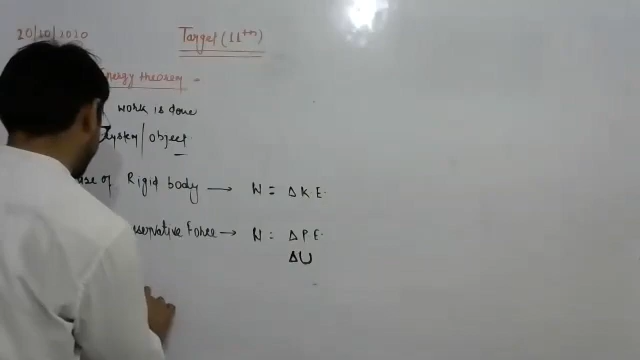 20/10/2020
Target (11th)
Energy theorem -
work is done
System/object
of Rigid body → W = ΔK.E.
Force → W = ΔP.E.
ΔU